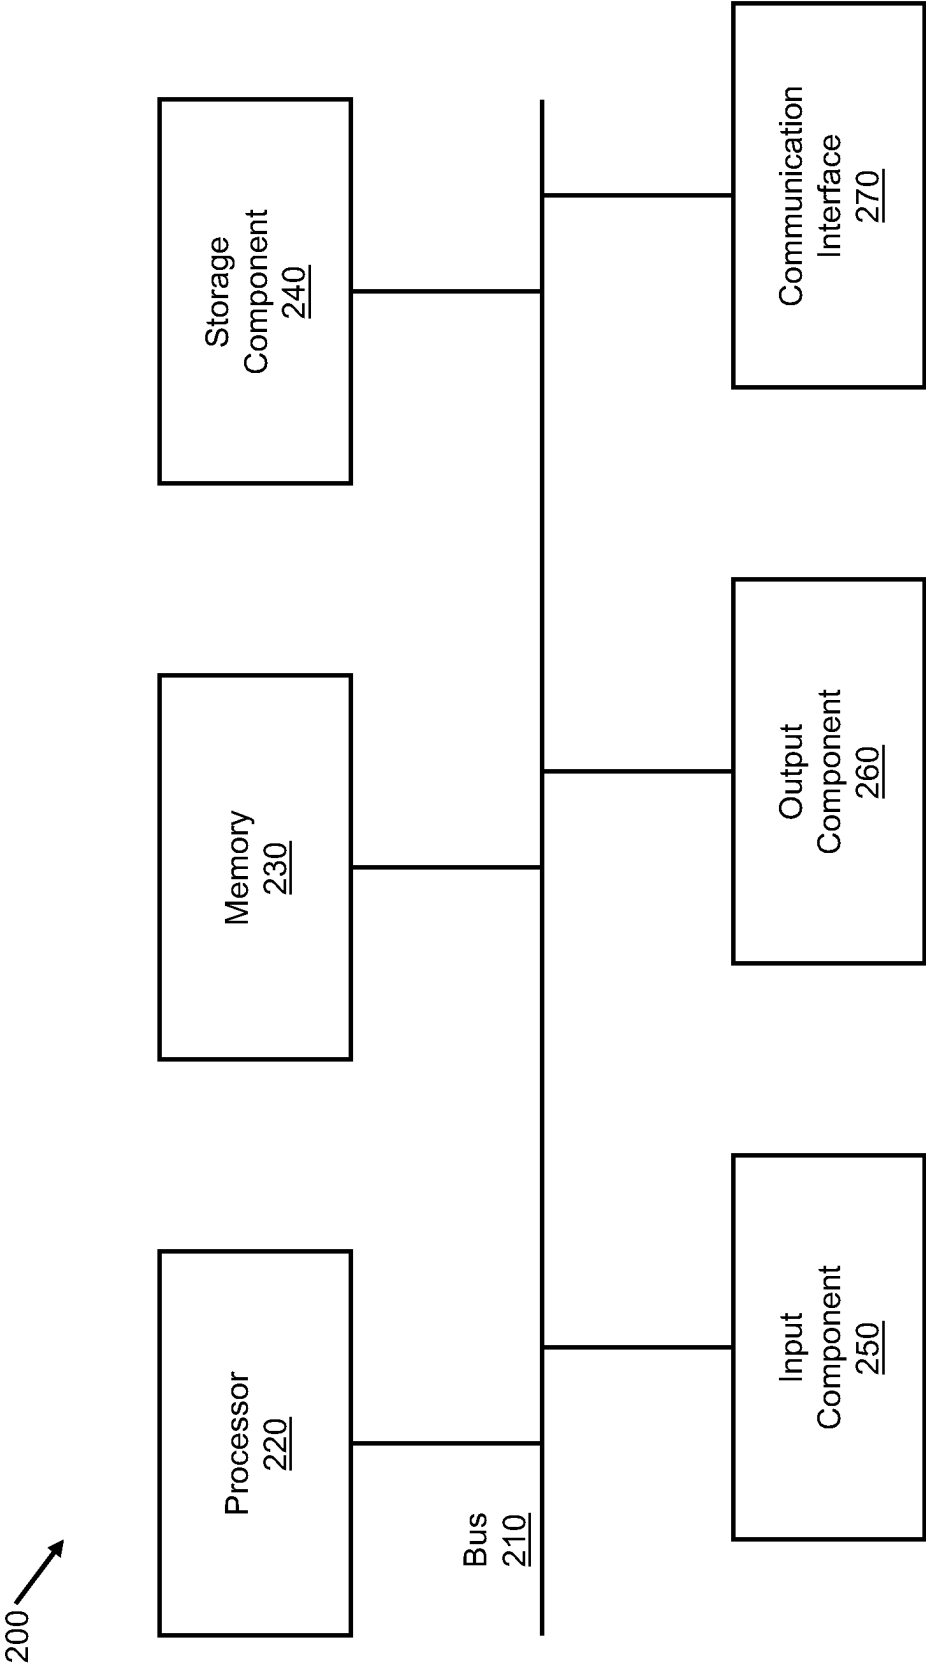 200
Processor
220
Memory
230
Storage
Component
240
Bus
210
Input
Component
250
Output
Component
260
Communication
Interface
270